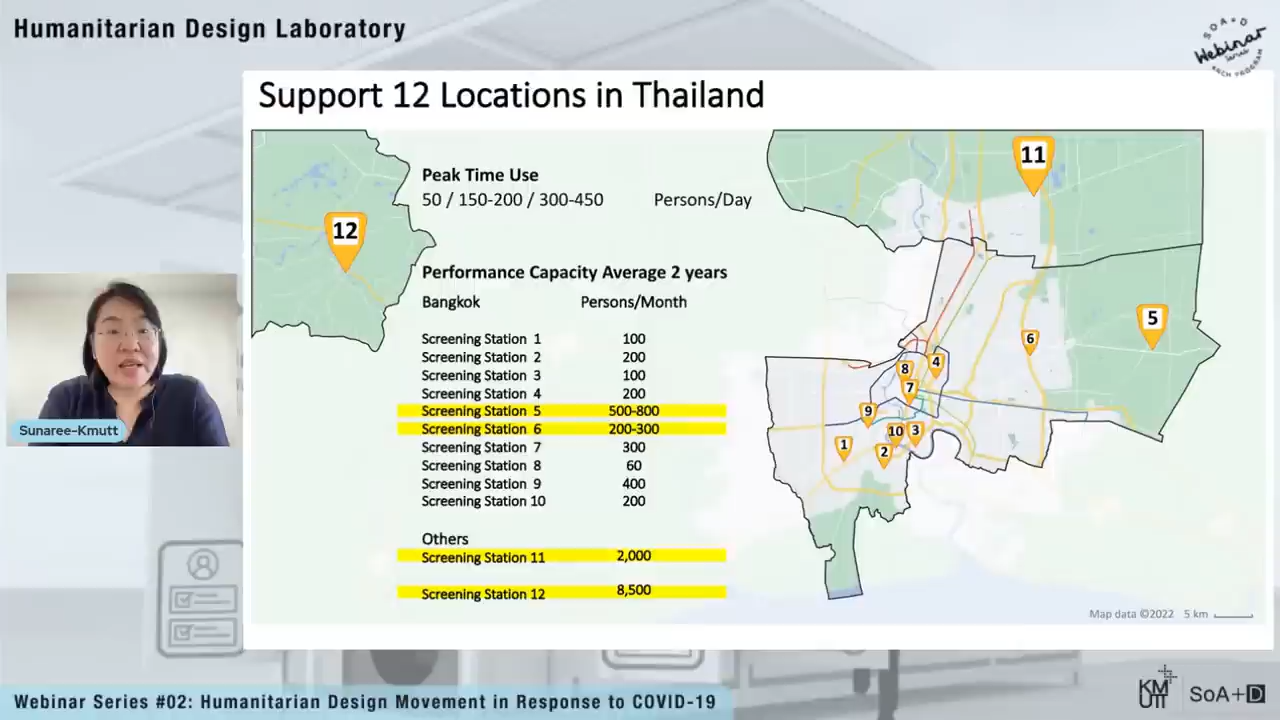 Humanitarian Design Laboratory
SOA+D
Webinar
Series
ARCH PROGRAM
Support 12 Locations in Thailand
12
11
5
6
4
8
7
9
10
3
1
2
Peak Time Use
50 / 150-200 / 300-450 Persons/Day
Performance Capacity Average 2 years
Bangkok Persons/Month
Screening Station 1 100
Screening Station 2 200
Screening Station 3 100
Screening Station 4 200
Screening Station 5 500-800
Screening Station 6 200-300
Screening Station 7 300
Screening Station 8 60
Screening Station 9 400
Screening Station 10 200
Others
Screening Station 11 2,000
Screening Station 12 8,500
Map data ©2022 5 km
Sunaree-Kmutt
Webinar Series #02: Humanitarian Design Movement in Response to COVID-19
KMUTT
SoA+D